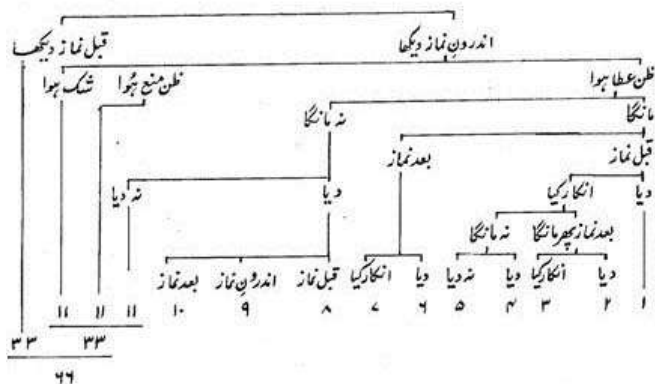 اندرونِ نماز دیکھا قبل نماز دیکھا
ظن عطا ہوا ظن منع ہُوا شک ہوا
مانگا نہ مانگا
قبل نماز بعد نماز
دیا انکار کیا دیا نہ دیا
بعد نماز پھر مانگا نہ مانگا
دیا انکار کیا دیا نہ دیا دیا انکار کیا قبل نماز اندرونِ نماز بعد نماز
۱ ۲ ۳ ۴ ۵ ۶ ۷ ۸ ۹ ۱۰ ۱۱ ۱۱ ۱۱
۳۳ ۳۳
۶۶